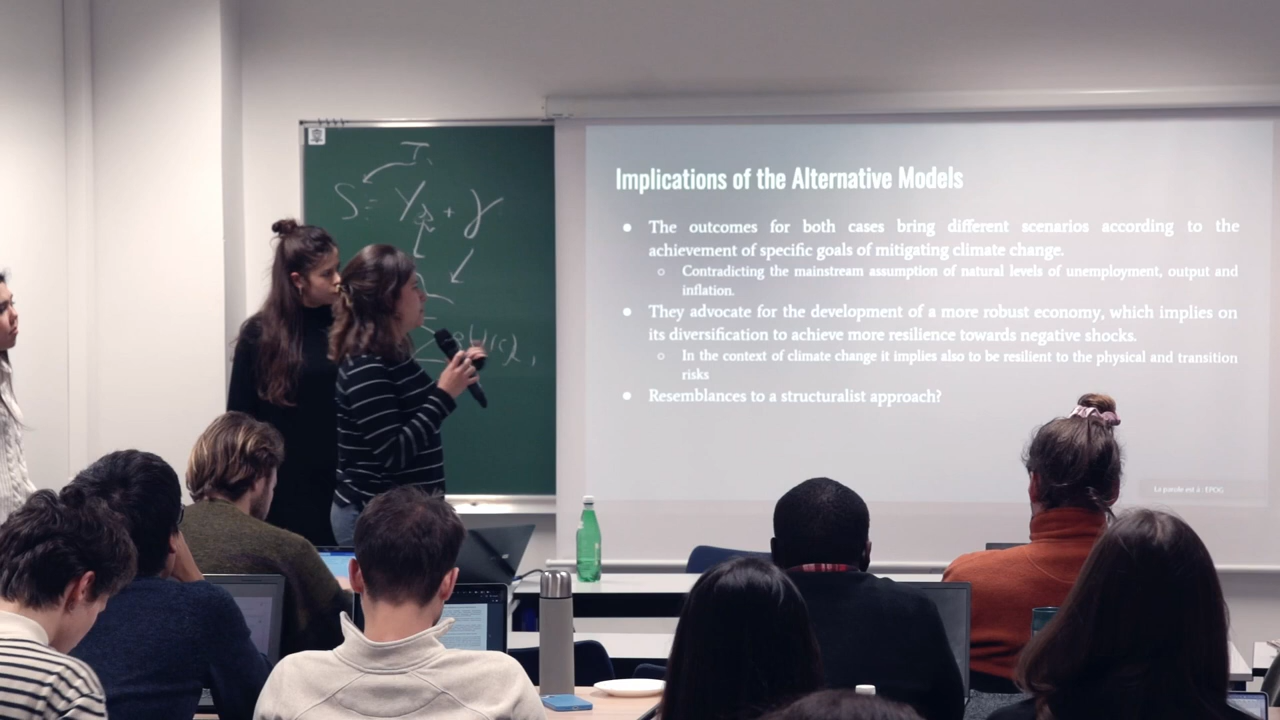 I.
S = Y
+ γ
Implications of the Alternative Models
● The outcomes for both cases bring different scenarios according to the
achievement of specific goals of mitigating climate change.
○ Contradicting the mainstream assumption of natural levels of unemployment, output and
inflation.
● They advocate for the development of a more robust economy, which implies on
its diversification to achieve more resilience towards negative shocks.
○ In the context of climate change it implies also to be resilient to the physical and transition
risks
● Resemblances to a structuralist approach?
La parole est à : EPOG